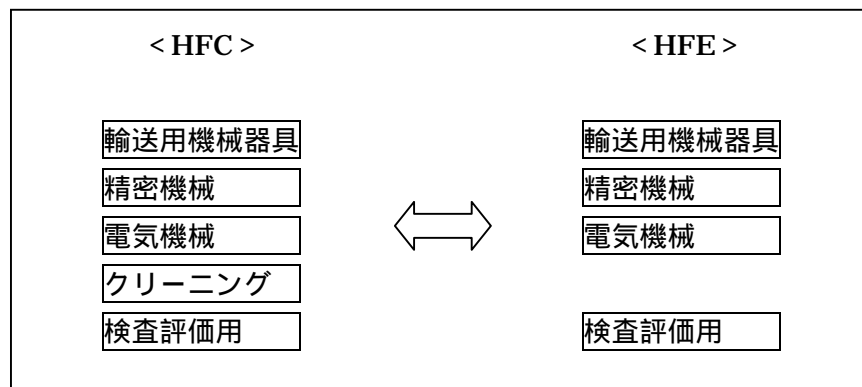 < HFC >
< HFE >
輸送用機械器具
輸送用機械器具
精密機械
精密機械
電気機械
電気機械
クリーニング
検査評価用
検査評価用